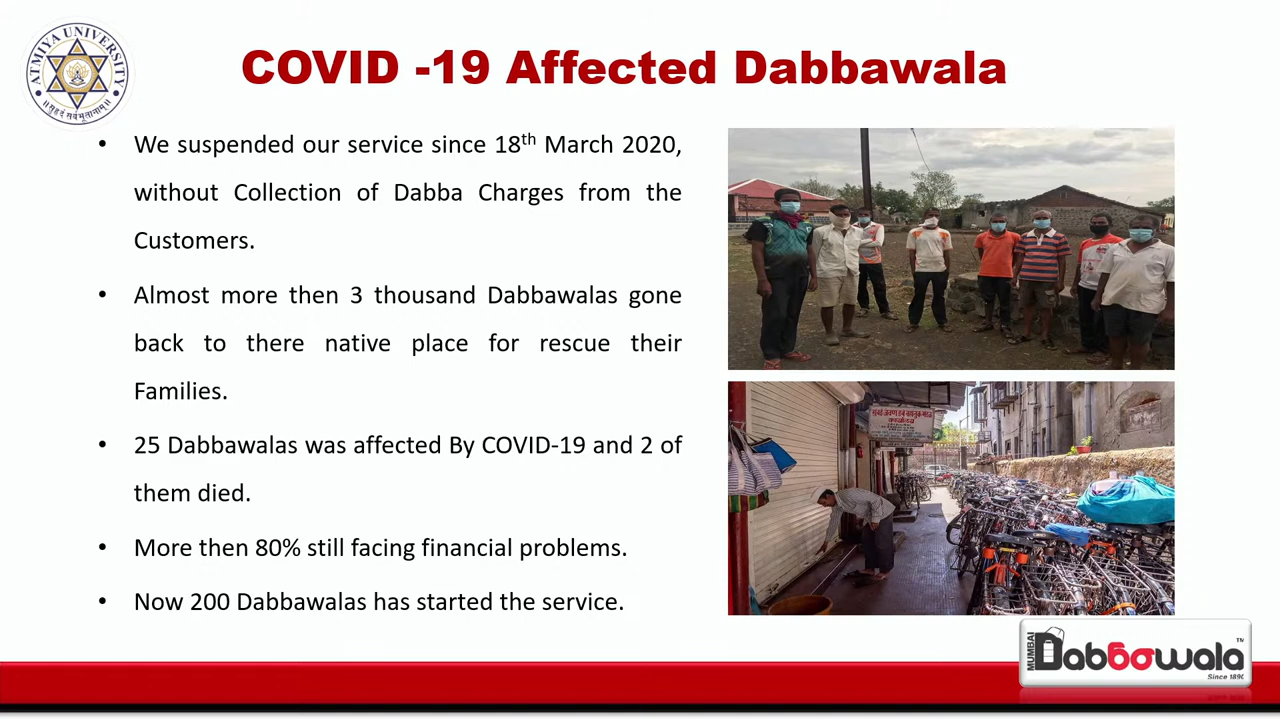 ATMIYA UNIVERSITY
॥सुहृदं सर्वभूतानाम्॥
COVID -19 Affected Dabbawala
• We suspended our service since 18th March 2020,
without Collection of Dabba Charges from the
Customers.
• Almost more then 3 thousand Dabbawalas gone
back to there native place for rescue their
Families.
• 25 Dabbawalas was affected By COVID-19 and 2 of
them died.
• More then 80% still facing financial problems.
• Now 200 Dabbawalas has started the service.
MUMBAI
Dabbawala
TM
Since 1890